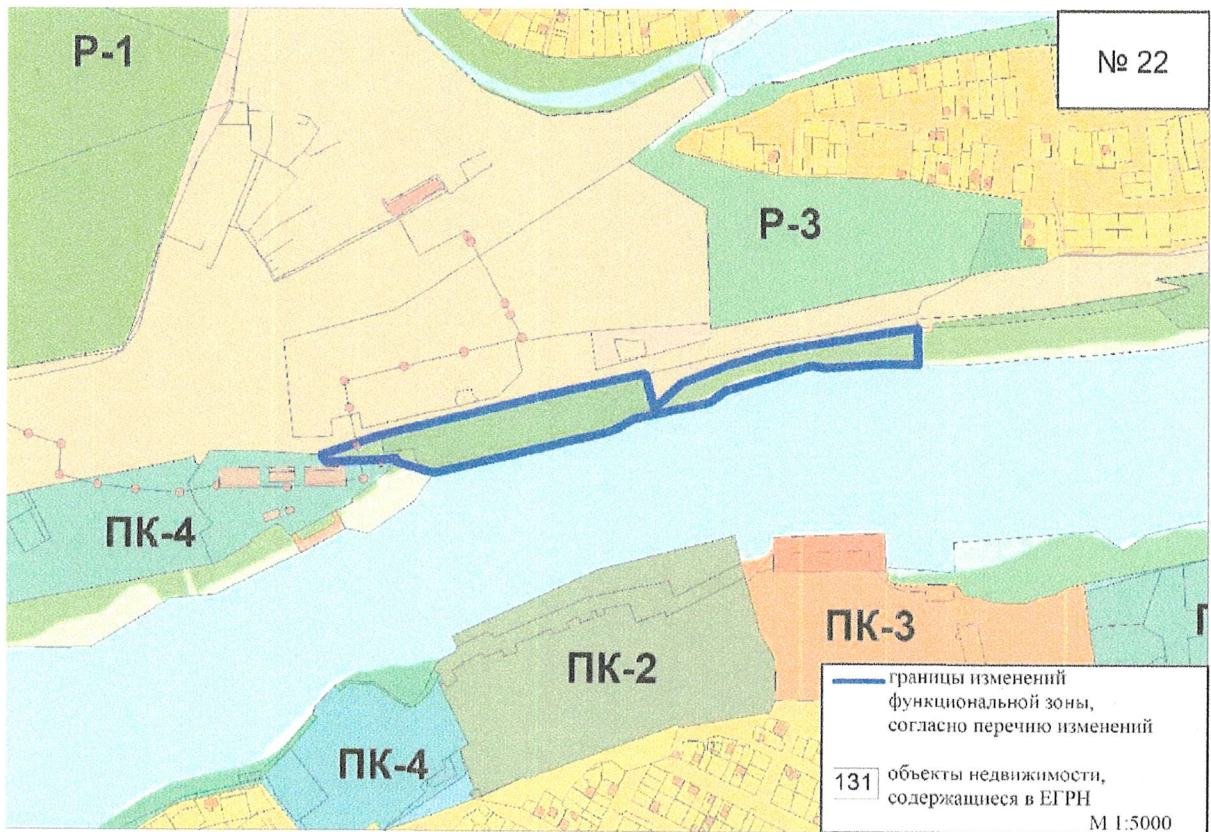 Р-1
№ 22
Р-3
ПК-4
ПК-3
ПК-2
ПК-4
границы изменений
функциональной зоны,
согласно перечню изменений
131 объекты недвижимости,
содержащиеся в ЕГРН
М 1:5000